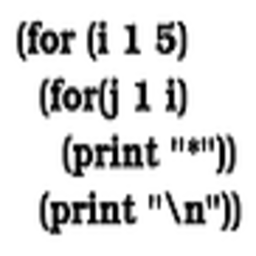 (for (i 1 5)
(for(j 1 i)
(print "*"))
(print "\n"))